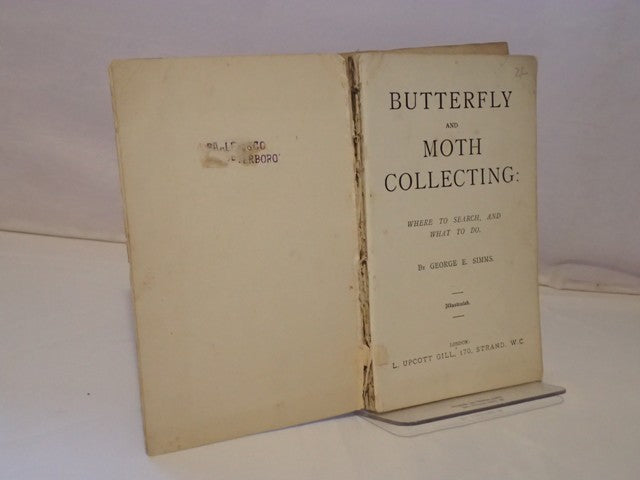 BUTTERFLY
AND
MOTH
COLLECTING:
WHERE TO SEARCH, AND
WHAT TO DO.
By GEORGE E. SIMMS.
Illustrated.
LONDON:
L. UPCOTT GILL, 170, STRAND, W.C.